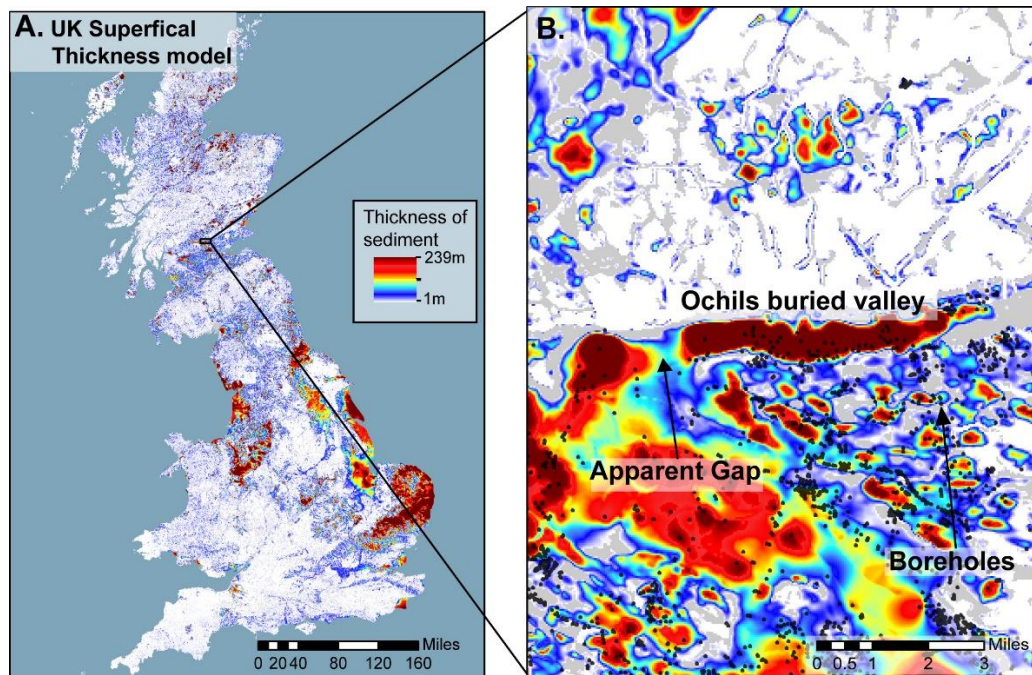 A. UK Superfical
Thickness model
Thickness of
sediment
239m
1m
Miles
0 20 40 80 120 160
B.
Ochils buried valley
Apparent Gap
Boreholes
Miles
0 0.5 1 2 3